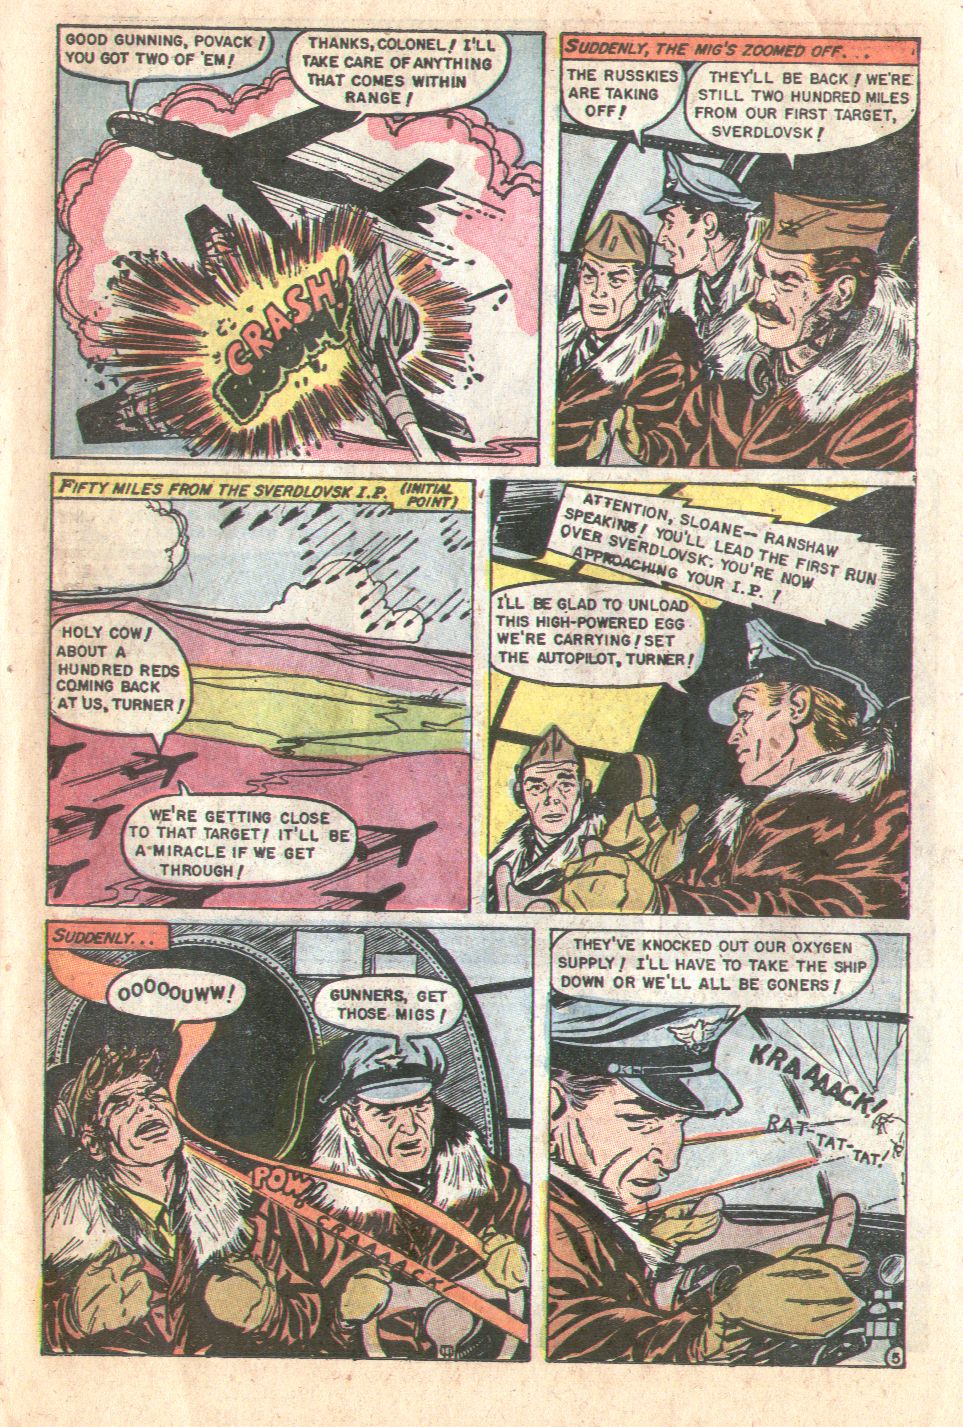 GOOD GUNNING, POVACK!
YOU GOT TWO OF 'EM!
THANKS, COLONEL! I'LL
TAKE CARE OF ANYTHING
THAT COMES WITHIN
RANGE!
CRASH!
BOOM!
SUDDENLY, THE MIG'S ZOOMED OFF...
THE RUSSKIES
ARE TAKING
OFF!
THEY'LL BE BACK! WE'RE
STILL TWO HUNDRED MILES
FROM OUR FIRST TARGET,
SVERDLOVSK!
FIFTY MILES FROM THE SVERDLOVSK I.P. (INITIAL
POINT)
HOLY COW!
ABOUT A
HUNDRED REDS
COMING BACK
AT US, TURNER!
WE'RE GETTING CLOSE
TO THAT TARGET! IT'LL BE
A MIRACLE IF WE GET
THROUGH!
ATTENTION, SLOANE— RANSHAW
SPEAKING! YOU'LL LEAD THE FIRST RUN
OVER SVERDLOVSK. YOU'RE NOW
APPROACHING YOUR I.P.!
I'LL BE GLAD TO UNLOAD
THIS HIGH-POWERED EGG
WE'RE CARRYING! SET
THE AUTOPILOT, TURNER!
SUDDENLY...
OOOOOUWW!
GUNNERS, GET
THOSE MIGS!
POW!
CRAAAACK!
THEY'VE KNOCKED OUT OUR OXYGEN
SUPPLY! I'LL HAVE TO TAKE THE SHIP
DOWN OR WE'LL ALL BE GONERS!
KRAAAACK!
RAT-TAT-TAT!
5